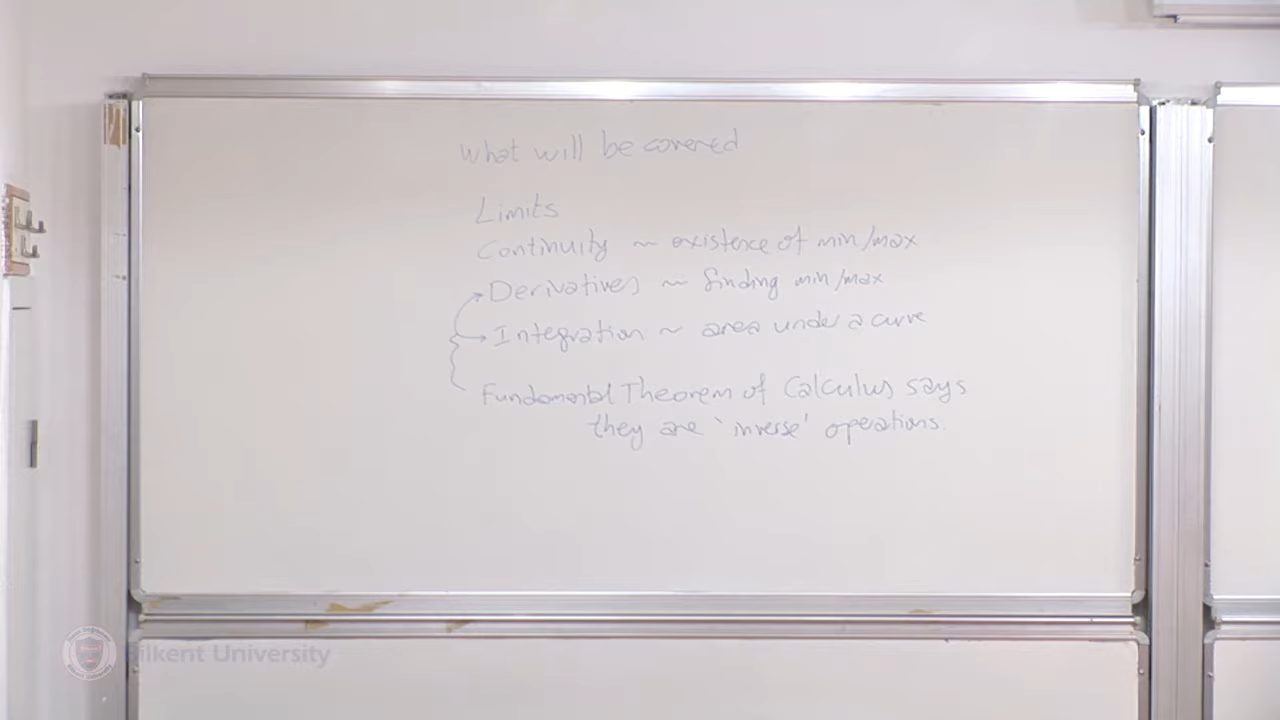 What will be covered
Limits
Continuity ~ existence of min/max
Derivatives ~ finding min/max
Integration ~ area under a curve
Fundamental Theorem of Calculus says
they are 'inverse' operations.
Bilkent University